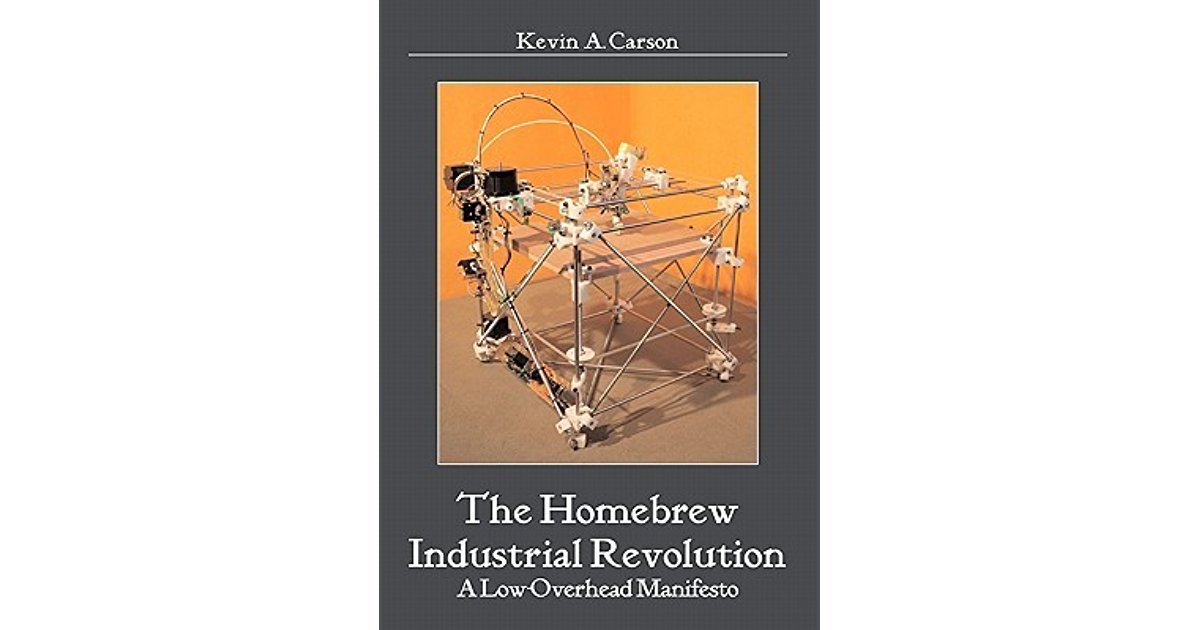 Kevin A. Carson
The Homebrew
Industrial Revolution
A Low-Overhead Manifesto